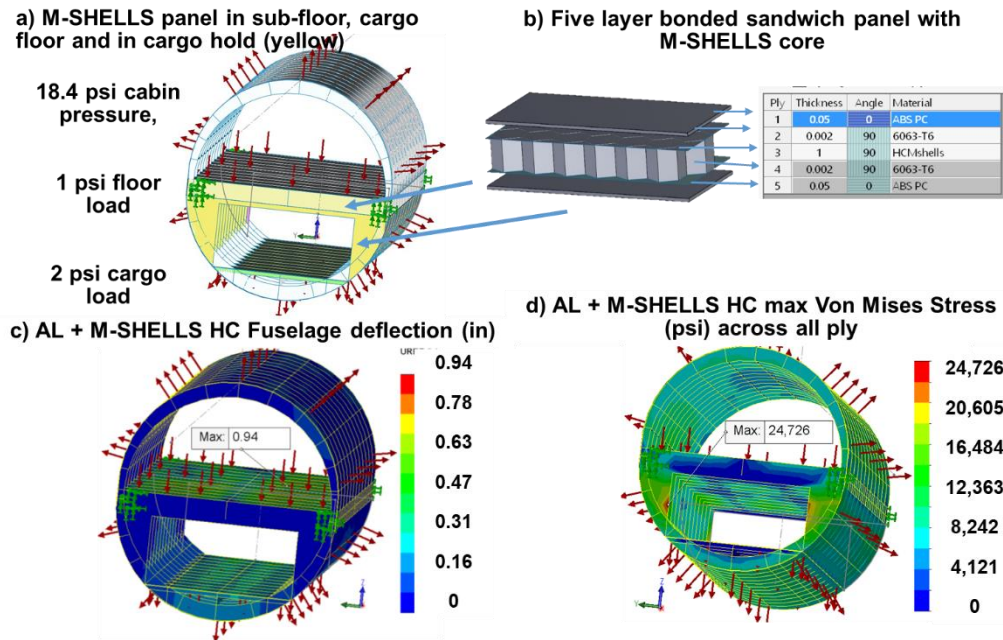 a) M-SHELLS panel in sub-floor, cargo
floor and in cargo hold (yellow)
18.4 psi cabin
pressure,
1 psi floor
load
2 psi cargo
load
b) Five layer bonded sandwich panel with
M-SHELLS core
Ply Thickness Angle Material
1 0.05 0 ABS PC
2 0.002 90 6063-T6
3 1 90 HCMshells
4 0.002 90 6063-T6
5 0.05 0 ABS PC
c) AL + M-SHELLS HC Fuselage deflection (in)
0.94
0.78
0.63
0.47
0.31
0.16
0
Max: 0.94
d) AL + M-SHELLS HC max Von Mises Stress
(psi) across all ply
24,726
20,605
16,484
12,363
8,242
4,121
0
Max: 24,726